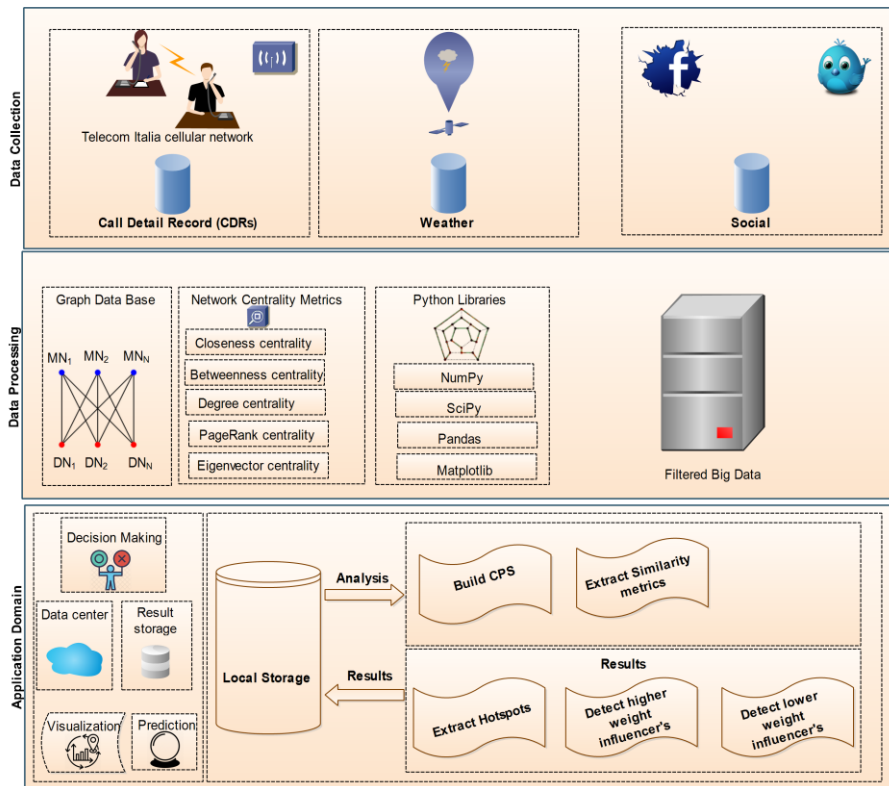 Data Collection
Telecom Italia cellular network
Call Detail Record (CDRs)
Weather
f
Social
Data Processing
Graph Data Base
MN₁ MN₂ MN_N
DN₁ DN₂ DN_N
Network Centrality Metrics
Closeness centrality
Betweenness centrality
Degree centrality
PageRank centrality
Eigenvector centrality
Python Libraries
NumPy
SciPy
Pandas
Matplotlib
Filtered Big Data
Application Domain
Decision Making
Data center
Result
storage
Visualization
Prediction
Local Storage
Analysis
Results
Build CPS
Extract Similarity
metrics
Results
Extract Hotspots
Detect higher
weight
influencer's
Detect lower
weight
influencer's